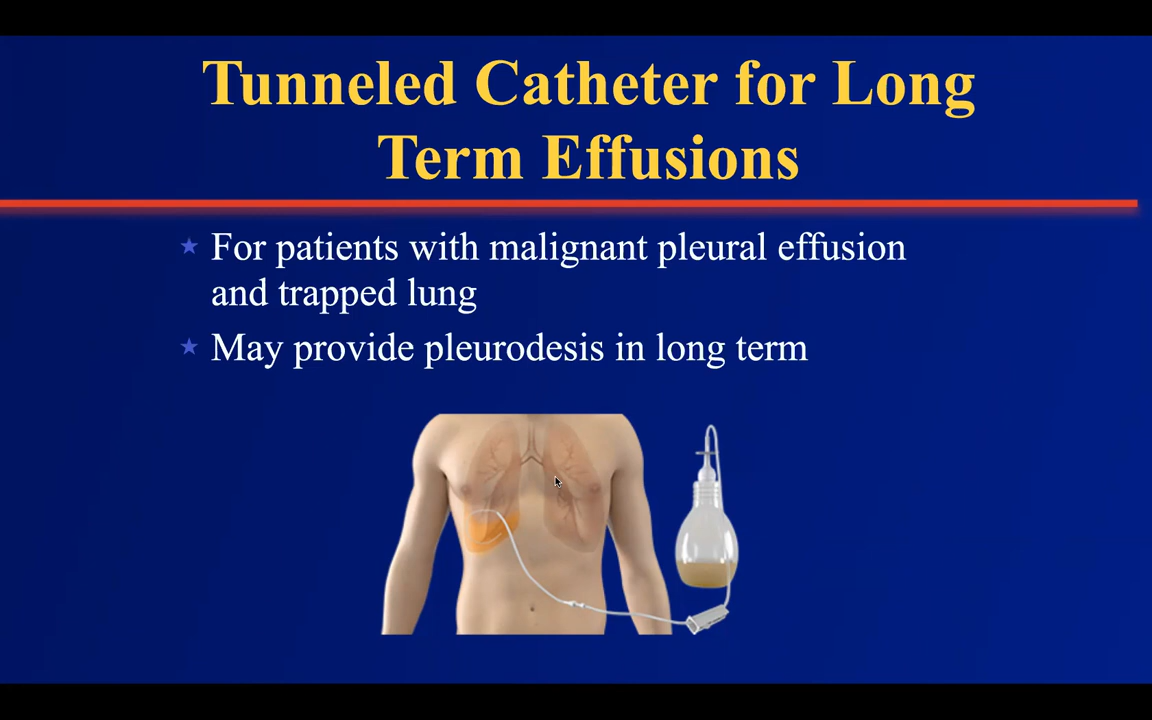 Tunneled Catheter for Long
Term Effusions
For patients with malignant pleural effusion
and trapped lung
May provide pleurodesis in long term